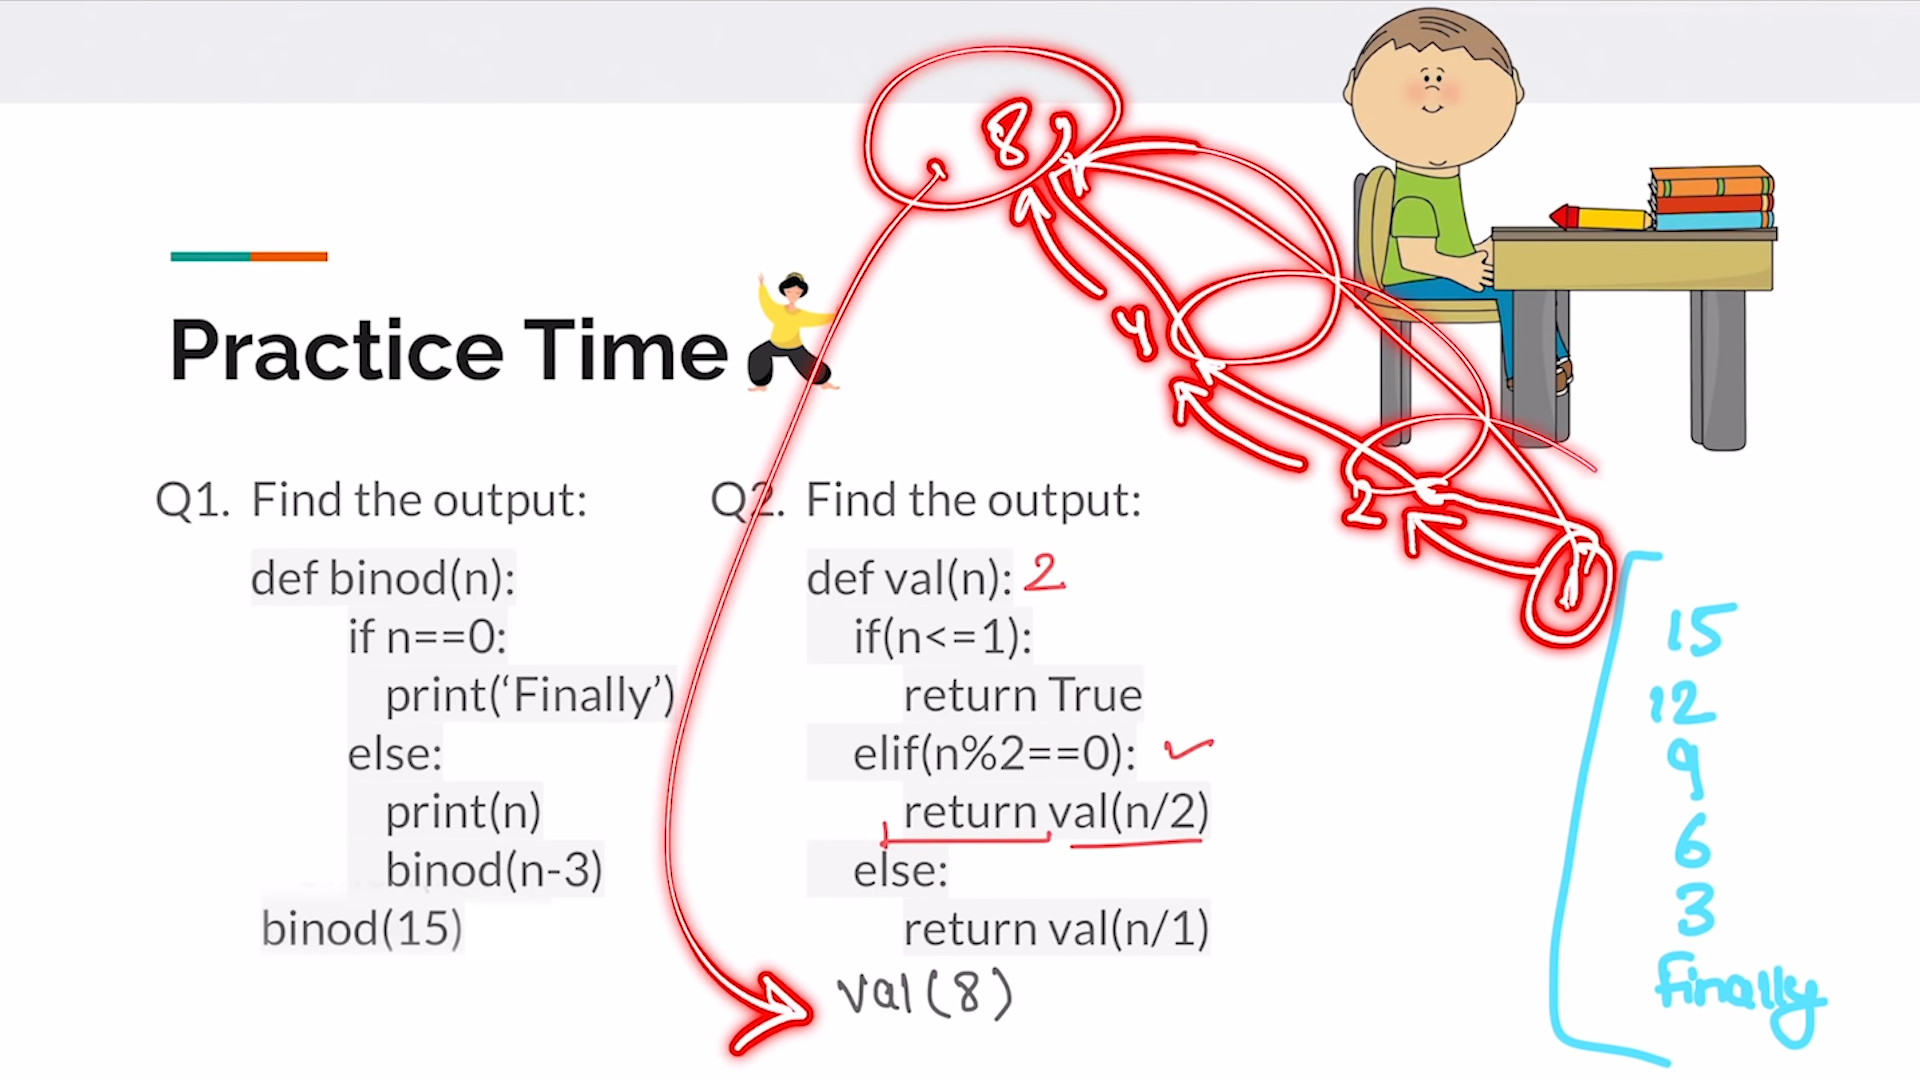 8
4
2
1
Practice Time
Q1. Find the output:
def binod(n):
if n==0:
print(‘Finally’)
else:
print(n)
binod(n-3)
binod(15)
Q2. Find the output:
def val(n): 2
if(n<=1):
return True
elif(n%2==0):
return val(n/2)
else:
return val(n/1)
val(8)
15
12
9
6
3
Finally